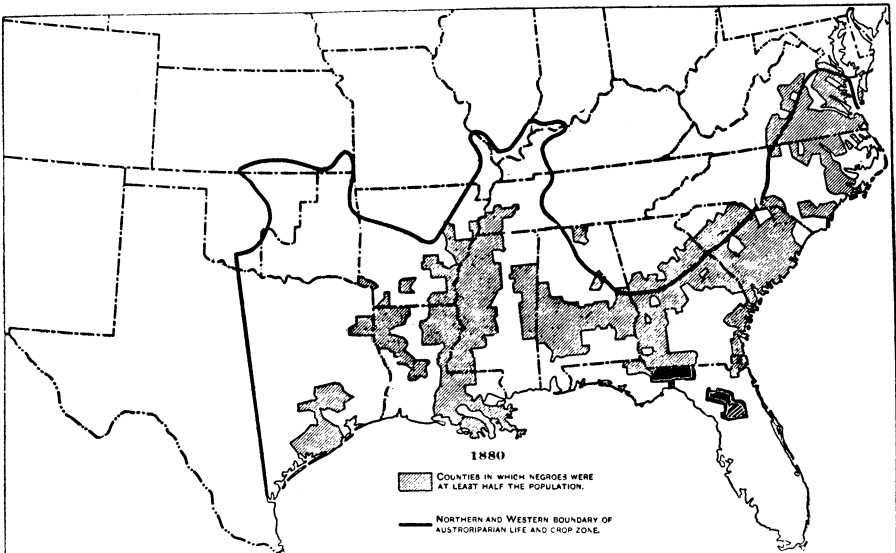 1880
COUNTIES IN WHICH NEGROES WERE
AT LEAST HALF THE POPULATION.
NORTHERN AND WESTERN BOUNDARY OF
AUSTRORIPARIAN LIFE AND CROP ZONE.